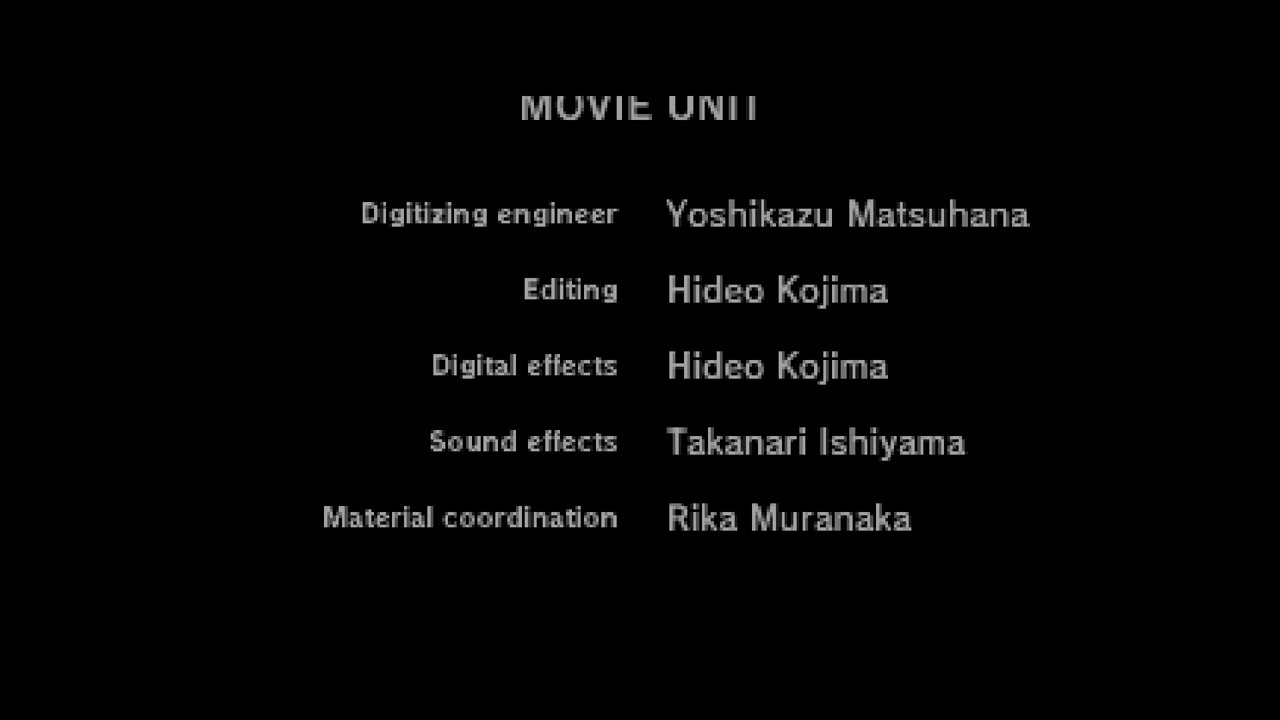 MOVIE UNIT
Digitizing engineer Yoshikazu Matsuhana
Editing Hideo Kojima
Digital effects Hideo Kojima
Sound effects Takanari Ishiyama
Material coordination Rika Muranaka